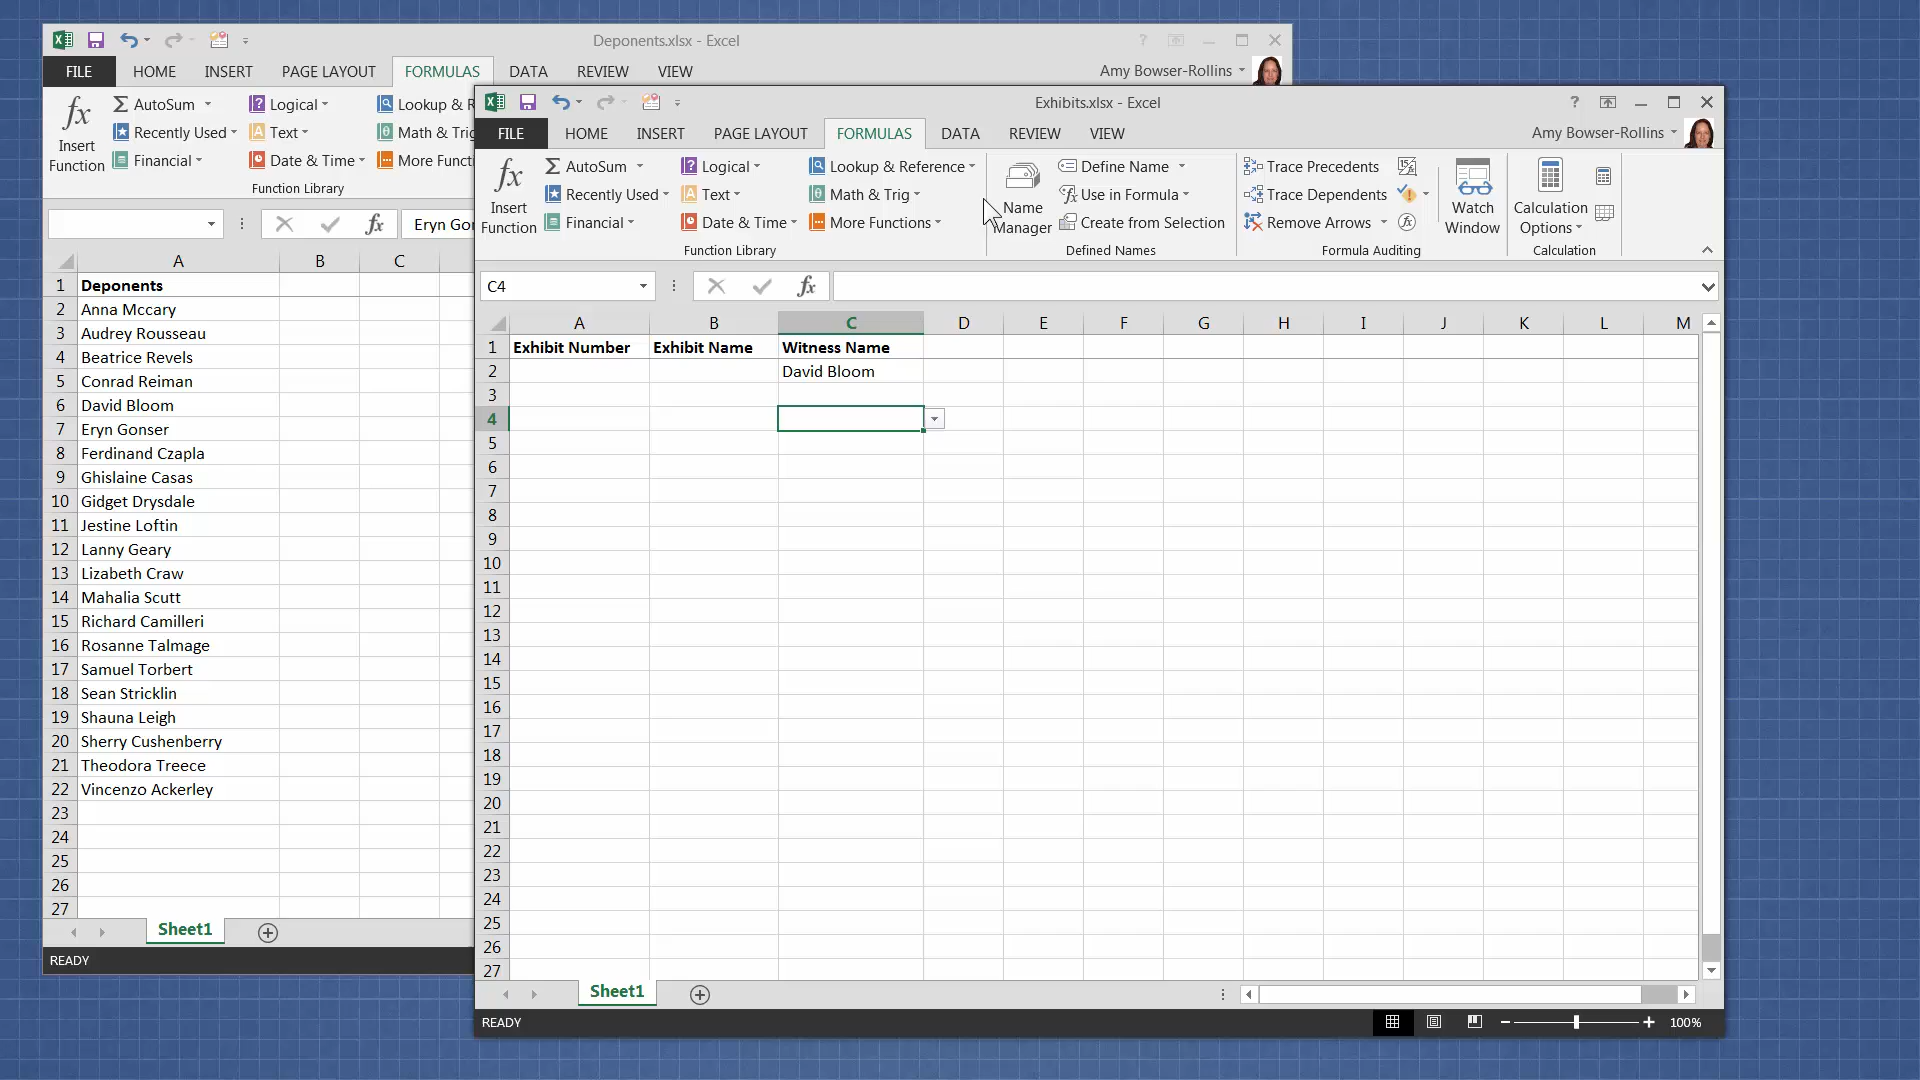 Deponents.xlsx - Excel
FILE HOME INSERT PAGE LAYOUT FORMULAS DATA REVIEW VIEW
Amy Bowser-Rollins
fx
Insert
Function
AutoSum
Recently Used
Financial
Logical
Text
Date & Time
Lookup & R
Math & Trig
More Functi
Function Library
fx
Eryn Gon
A B C
1 Deponents
2 Anna Mccary
3 Audrey Rousseau
4 Beatrice Revels
5 Conrad Reiman
6 David Bloom
7 Eryn Gonser
8 Ferdinand Czapla
9 Ghislaine Casas
10 Gidget Drysdale
11 Jestine Loftin
12 Lanny Geary
13 Lizabeth Craw
14 Mahalia Scutt
15 Richard Camilleri
16 Rosanne Talmage
17 Samuel Torbert
18 Sean Stricklin
19 Shauna Leigh
20 Sherry Cushenberry
21 Theodora Treece
22 Vincenzo Ackerley
23
24
25
26
27
Sheet1
READY
Exhibits.xlsx - Excel
?
FILE HOME INSERT PAGE LAYOUT FORMULAS DATA REVIEW VIEW
Amy Bowser-Rollins
fx
Insert
Function
AutoSum
Recently Used
Financial
Logical
Text
Date & Time
Lookup & Reference
Math & Trig
More Functions
Function Library
Name
Manager
Define Name
Use in Formula
Create from Selection
Defined Names
Trace Precedents
Trace Dependents
Remove Arrows
Formula Auditing
Watch
Window
Calculation
Options
Calculation
C4
fx
A B C D E F G H I J K L M
1 Exhibit Number Exhibit Name Witness Name
2 David Bloom
3
4
5
6
7
8
9
10
11
12
13
14
15
16
17
18
19
20
21
22
23
24
25
26
27
Sheet1
READY
100%